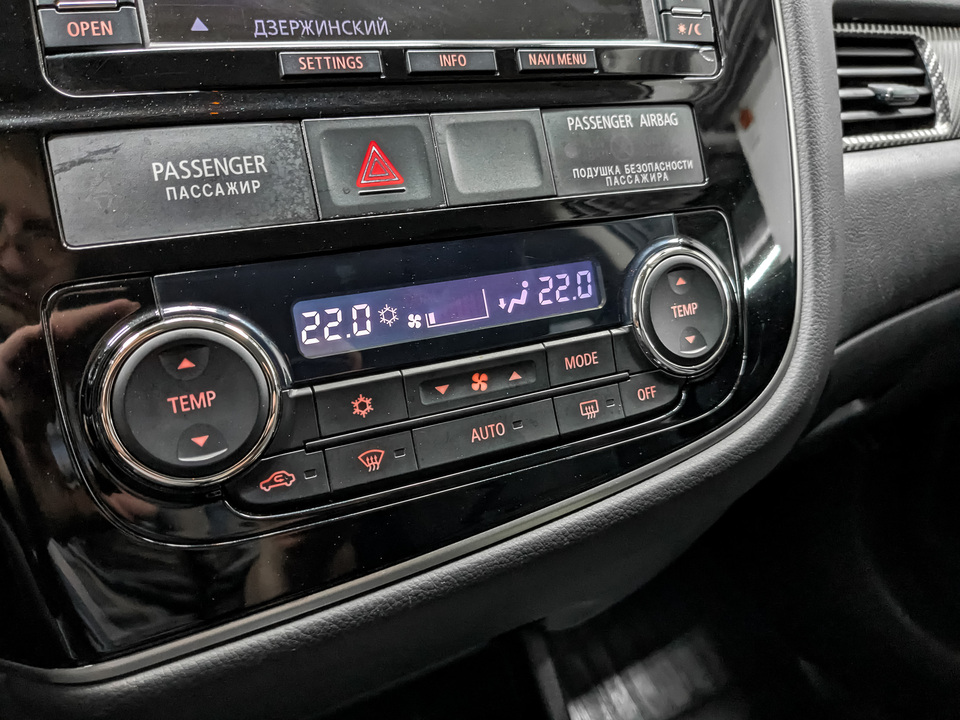 OPEN
ДЗЕРЖИНСКИЙ
SETTINGS
INFO
NAVI MENU
PASSENGER
ПАССАЖИР
PASSENGER AIRBAG
ПОДУШКА БЕЗОПАСНОСТИ
ПАССАЖИРА
22.0
22.0
TEMP
TEMP
MODE
AUTO
OFF